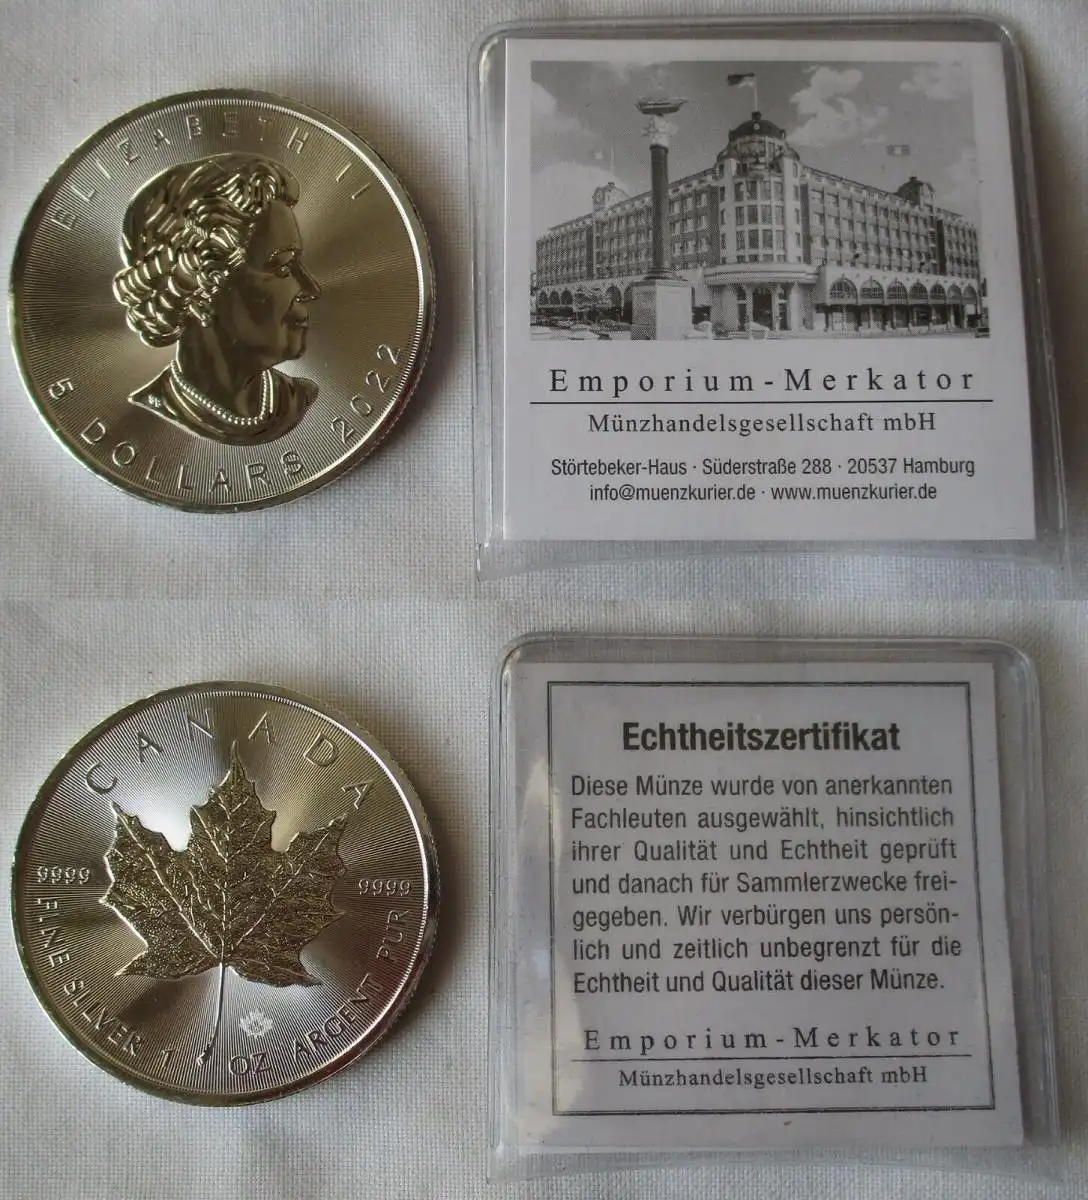 ELIZABETH II
5 DOLLARS 2022
Emporium-Merkator
Münzhandelsgesellschaft mbH
Störtebeker-Haus · Süderstraße 288 · 20537 Hamburg
info@muenzkurier.de · www.muenzkurier.de
CANADA
9999
9999
FINE SILVER 1 OZ ARGENT PUR
Echtheitszertifikat
Diese Münze wurde von anerkannten
Fachleuten ausgewählt, hinsichtlich
ihrer Qualität und Echtheit geprüft
und danach für Sammlerzwecke frei-
gegeben. Wir verbürgen uns persön-
lich und zeitlich unbegrenzt für die
Echtheit und Qualität dieser Münze.
Emporium-Merkator
Münzhandelsgesellschaft mbH